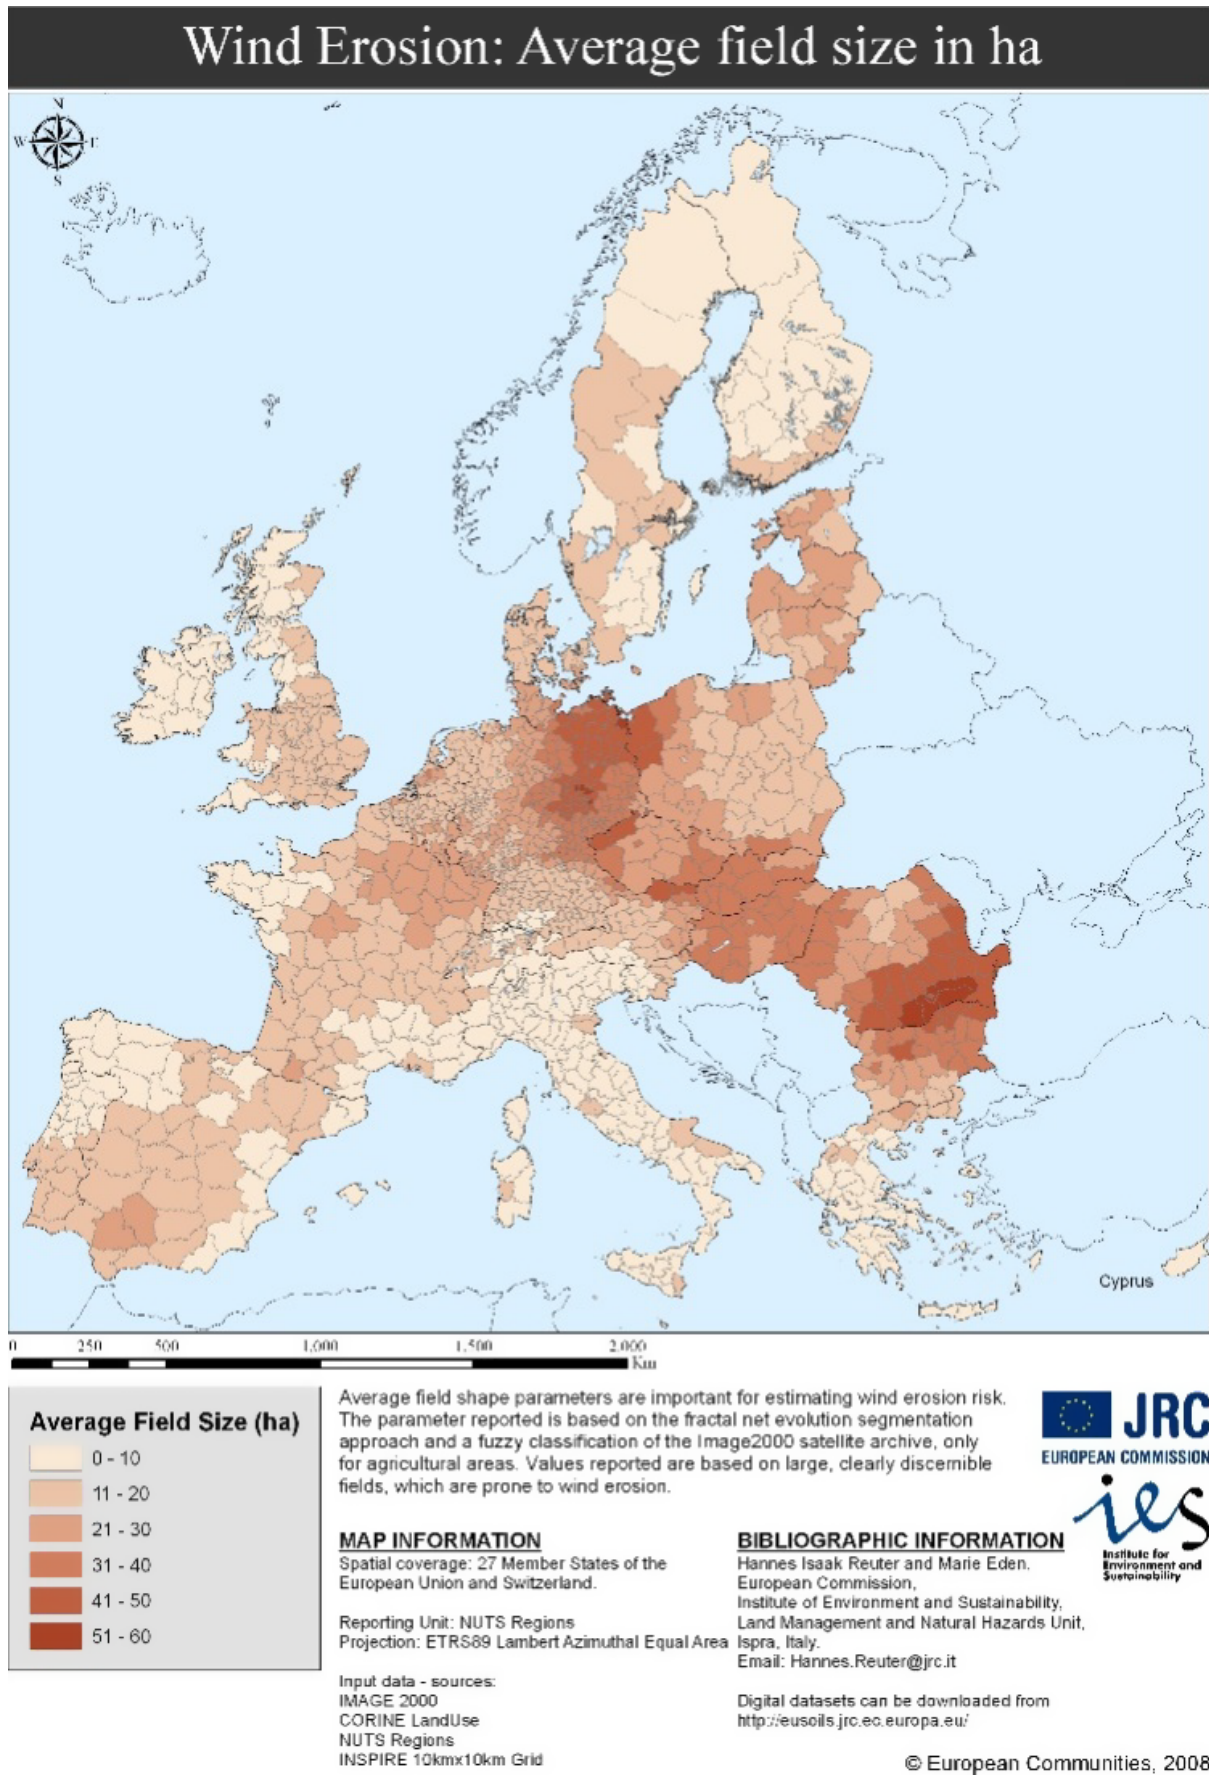 Wind Erosion: Average field size in ha
N
W E
S
Cyprus
0 250 500 1,000 1,500 2,000
Km
Average Field Size (ha)
0 - 10
11 - 20
21 - 30
31 - 40
41 - 50
51 - 60
Average field shape parameters are important for estimating wind erosion risk.
The parameter reported is based on the fractal net evolution segmentation
approach and a fuzzy classification of the Image2000 satellite archive, only
for agricultural areas. Values reported are based on large, clearly discernible
fields, which are prone to wind erosion.
MAP INFORMATION
Spatial coverage: 27 Member States of the
European Union and Switzerland.
Reporting Unit: NUTS Regions
Projection: ETRS89 Lambert Azimuthal Equal Area
Input data - sources:
IMAGE 2000
CORINE LandUse
NUTS Regions
INSPIRE 10kmx10km Grid
BIBLIOGRAPHIC INFORMATION
Hannes Isaak Reuter and Marie Eden.
European Commission,
Institute of Environment and Sustainability,
Land Management and Natural Hazards Unit,
Ispra, Italy.
Email: Hannes.Reuter@jrc.it
Digital datasets can be downloaded from
http://eusoils.jrc.ec.europa.eu/
JRC
EUROPEAN COMMISSION
ies
Institute for
Environment and
Sustainability
© European Communities, 2008